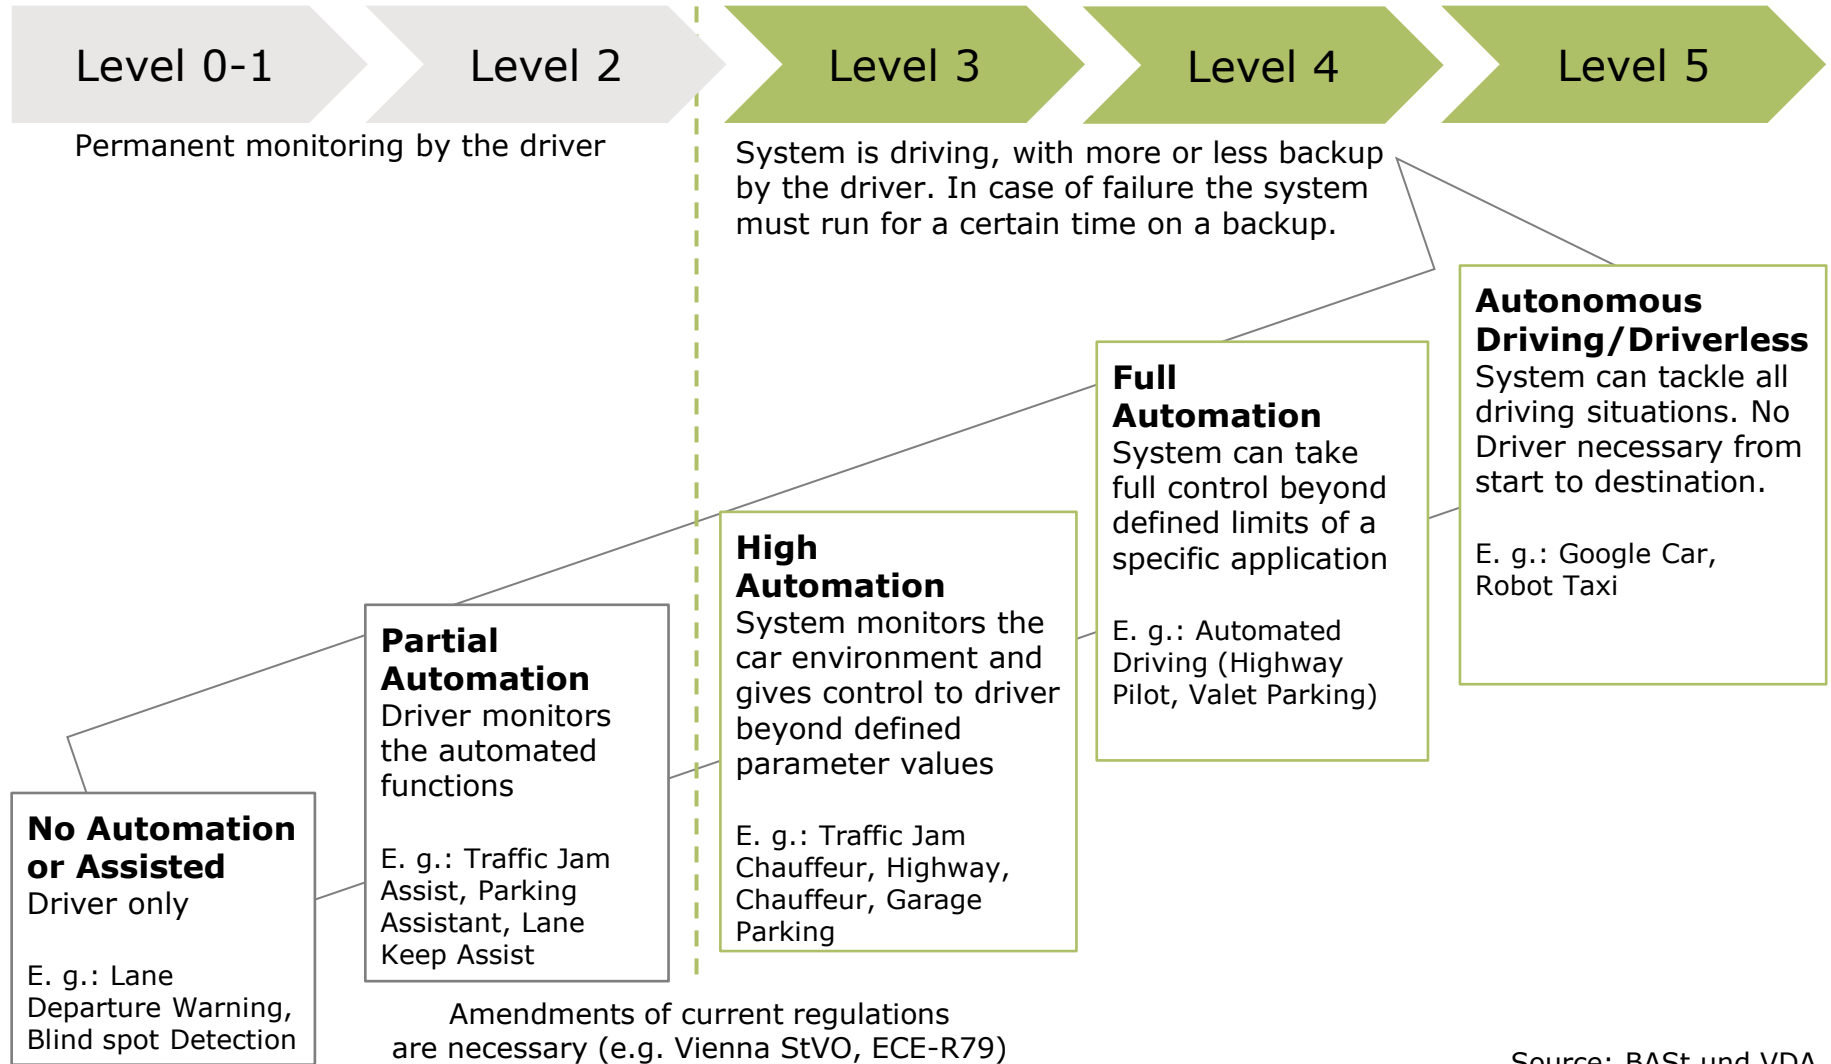 Level 0-1
Level 2
Level 3
Level 4
Level 5
Permanent monitoring by the driver
System is driving, with more or less backup
by the driver. In case of failure the system
must run for a certain time on a backup.
No Automation
or Assisted
Driver only
E. g.: Lane
Departure Warning,
Blind spot Detection
Partial
Automation
Driver monitors
the automated
functions
E. g.: Traffic Jam
Assist, Parking
Assistant, Lane
Keep Assist
High
Automation
System monitors the
car environment and
gives control to driver
beyond defined
parameter values
E. g.: Traffic Jam
Chauffeur, Highway,
Chauffeur, Garage
Parking
Full
Automation
System can take
full control beyond
defined limits of a
specific application
E. g.: Automated
Driving (Highway
Pilot, Valet Parking)
Autonomous
Driving/Driverless
System can tackle all
driving situations. No
Driver necessary from
start to destination.
E. g.: Google Car,
Robot Taxi
Amendments of current regulations
are necessary (e.g. Vienna StVO, ECE-R79)
Source: BASt und VDA